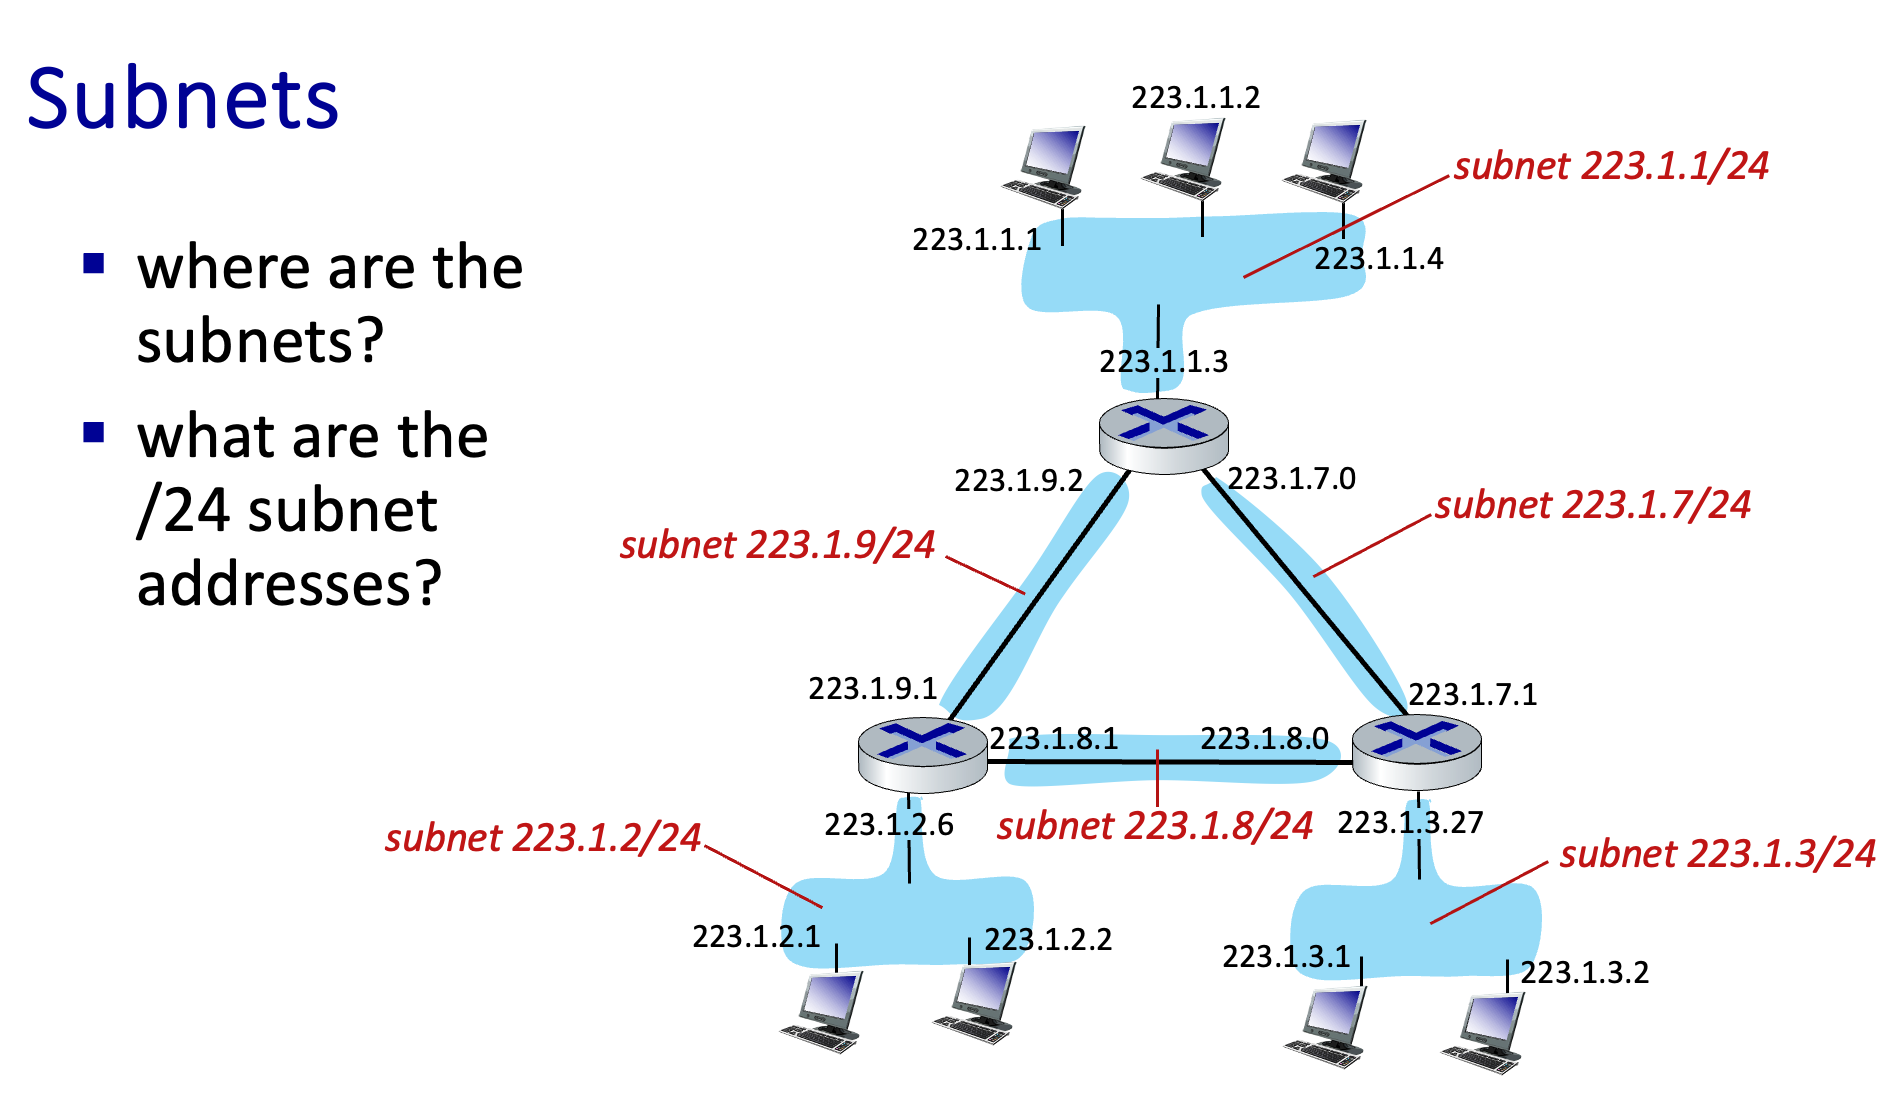 Subnets
▪ where are the
subnets?
▪ what are the
/24 subnet
addresses?
223.1.1.2
subnet 223.1.1/24
223.1.1.1
223.1.1.4
223.1.1.3
223.1.9.2
223.1.7.0
subnet 223.1.7/24
subnet 223.1.9/24
223.1.9.1
223.1.7.1
223.1.8.1
223.1.8.0
223.1.2.6
subnet 223.1.8/24
223.1.3.27
subnet 223.1.2/24
subnet 223.1.3/24
223.1.2.1
223.1.2.2
223.1.3.1
223.1.3.2